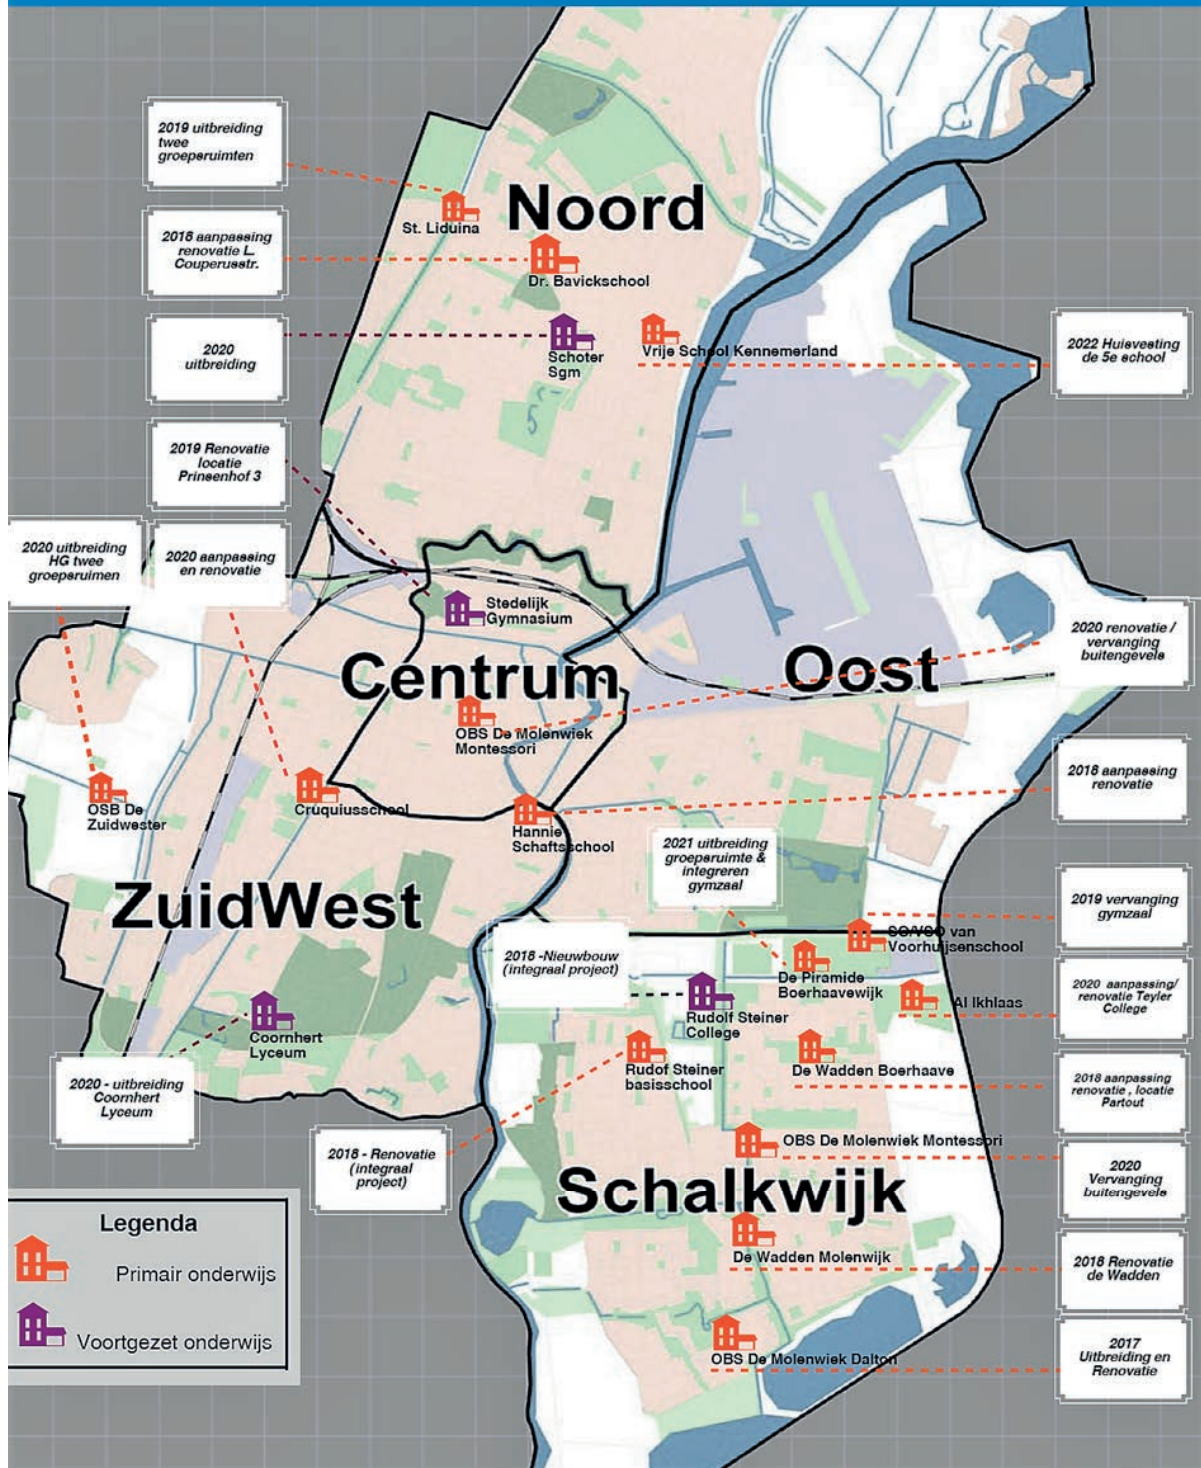 2019 uitbreiding
twee
groepsruimten
St. Liduina
Noord
2018 aanpassing
renovatie L.
Couperusstr.
Dr. Bavickschool
2020
uitbreiding
Schoter
Sgm
Vrije School Kennemerland
2022 Huisvesting
de 5e school
2019 Renovatie
locatie
Prinsenhof 3
2020 uitbreiding
HG twee
groepsruimen
2020 aanpassing
en renovatie
Stedelijk
Gymnasium
Centrum
Oost
2020 renovatie /
vervanging
buitengevels
OBS De Molenwiek
Montessori
OSB De
Zuidwester
Cruquiusschool
Hannie
Schaftsschool
2018 aanpassing
renovatie
2021 uitbreiding
groepsruimte &
integreren
gymzaal
ZuidWest
2019 vervanging
gymzaal
SO/VSO van
Voorhuijsenschool
2018 -Nieuwbouw
(integraal project)
De Piramide
Boerhaavewijk
Rudolf Steiner
College
Al Ikhlaas
2020 aanpassing/
renovatie Teyler
College
Coornhert
Lyceum
Rudof Steiner
basisschool
De Wadden Boerhaave
2020 - uitbreiding
Coornhert
Lyceum
2018 aanpassing
renovatie , locatie
Partout
2018 - Renovatie
(integraal
project)
OBS De Molenwiek Montessori
2020
Vervanging
buitengevels
Schalkwijk
De Wadden Molenwijk
2018 Renovatie
de Wadden
OBS De Molenwiek Dalton
2017
Uitbreiding en
Renovatie
Legenda
Primair onderwijs
Voortgezet onderwijs